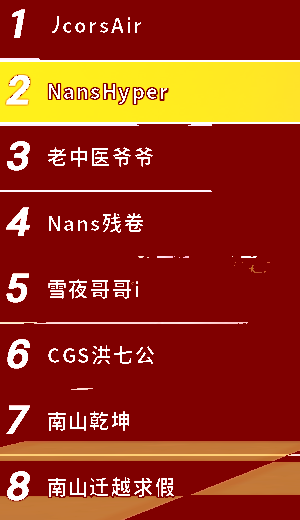 1 JcorsAir
2 NansHyper
3 老中医爷爷
4 Nans残卷
5 雪夜哥哥i
6 CGS洪七公
7 南山乾坤
8 南山迁越求假